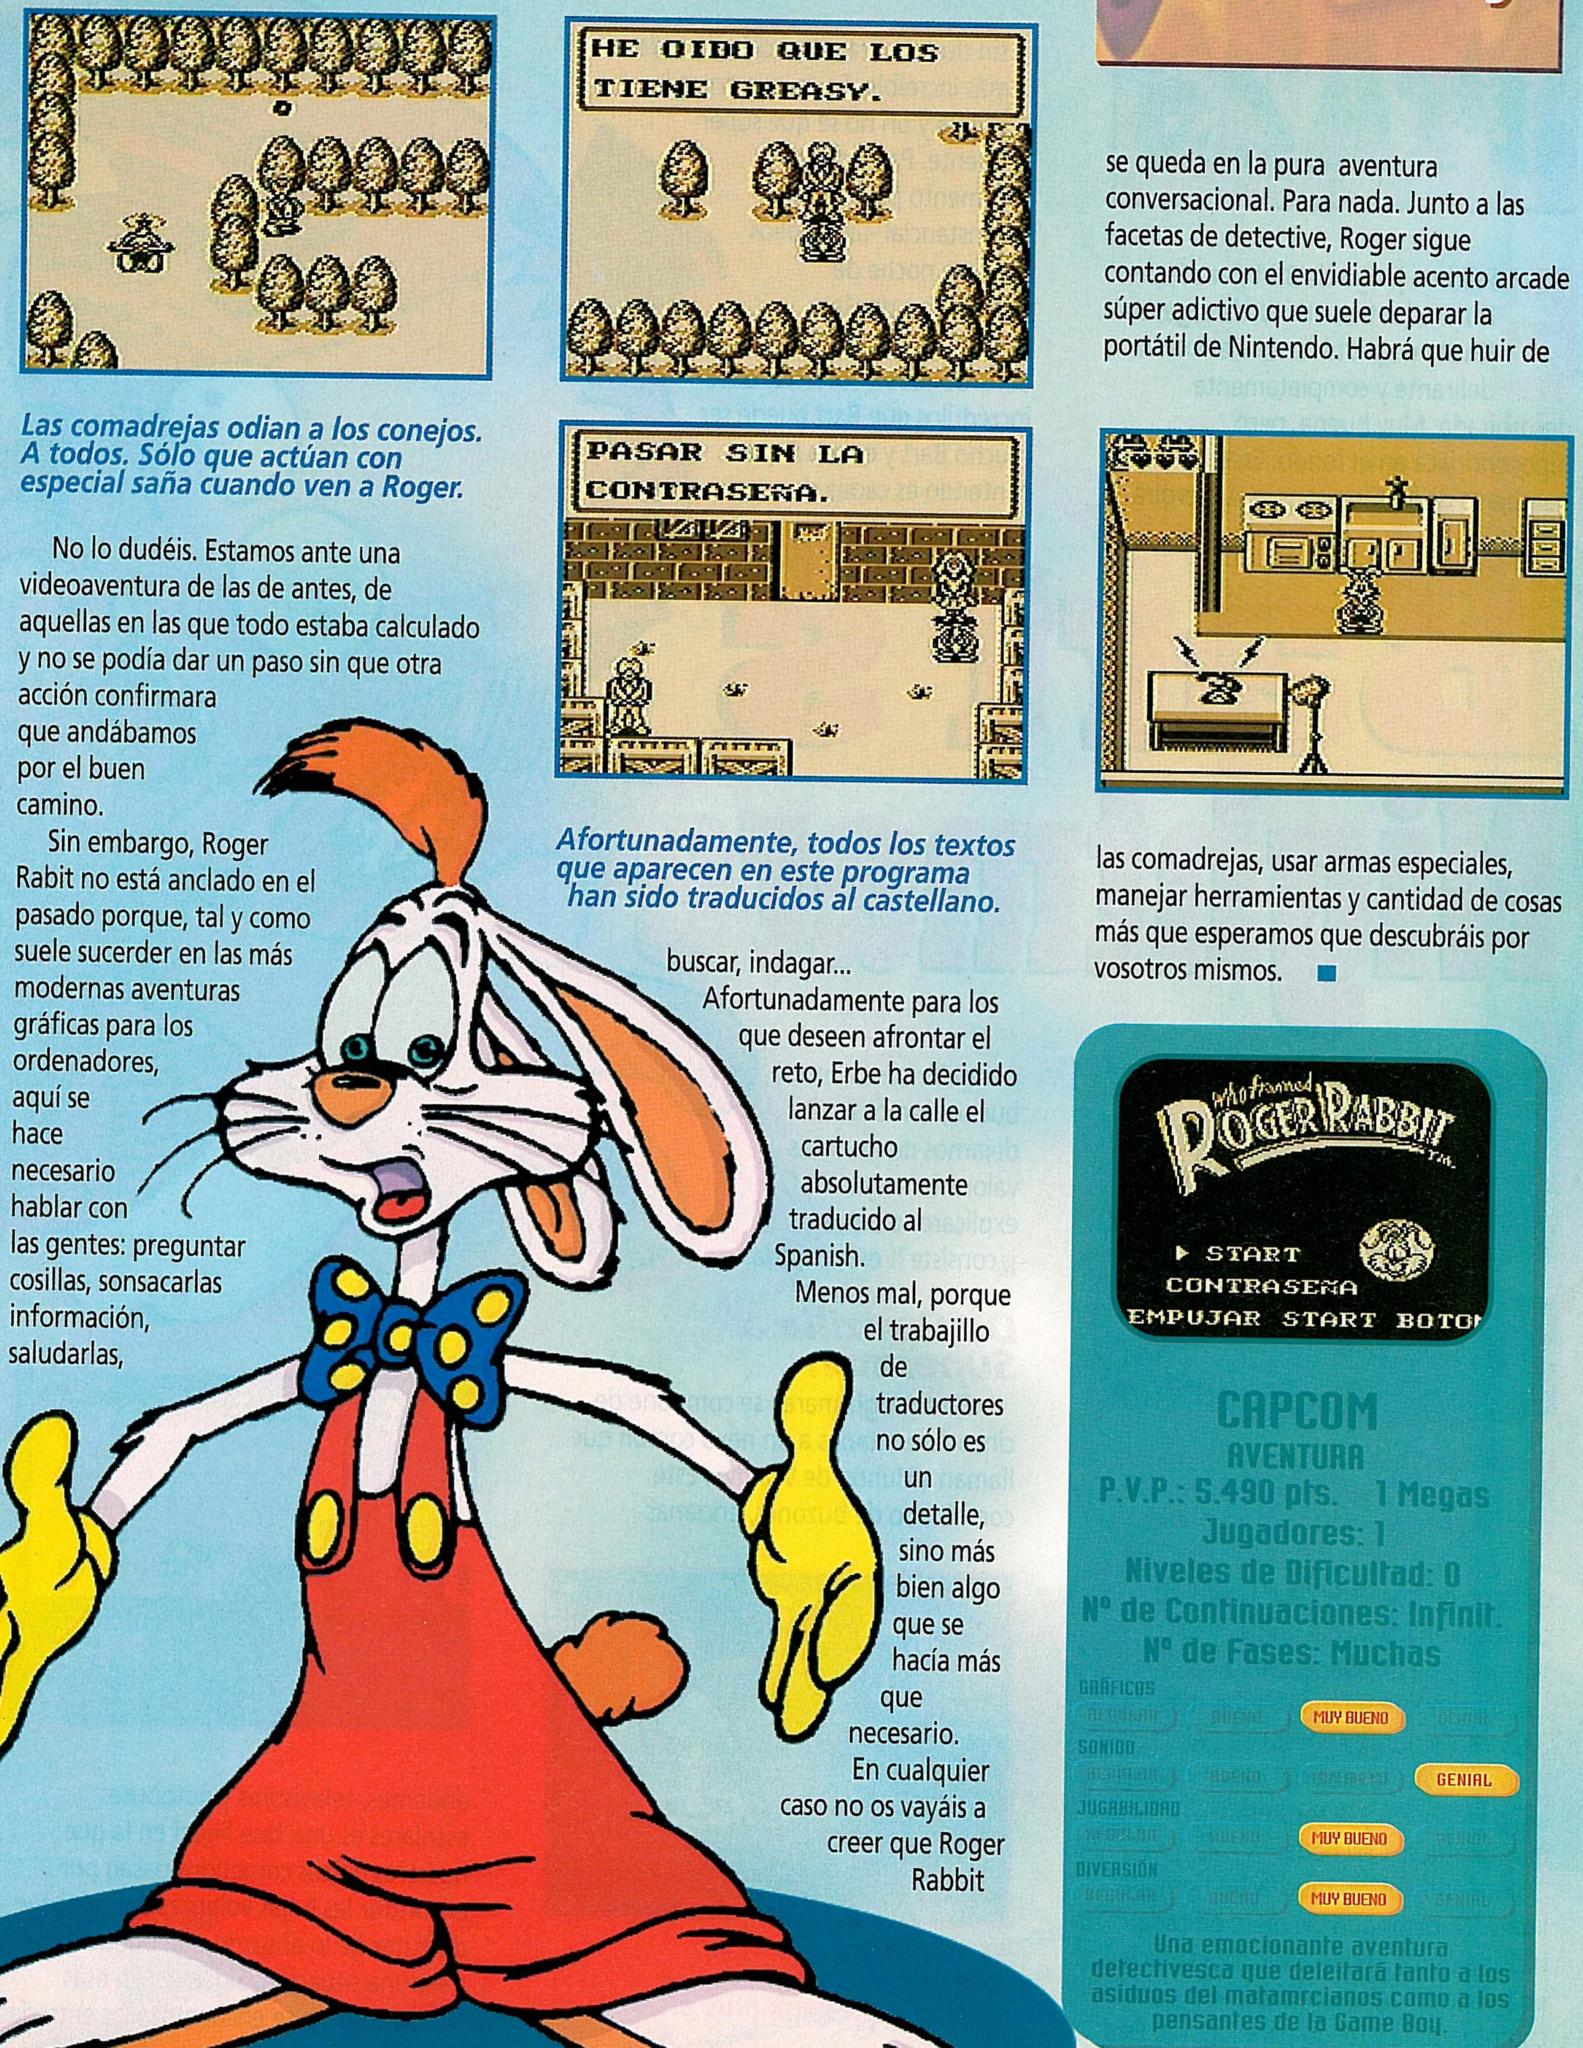 Las comadrejas odian a los conejos.
A todos. Sólo que actúan con
especial saña cuando ven a Roger.
No lo dudéis. Estamos ante una
videoaventura de las de antes, de
aquellas en las que todo estaba calculado
y no se podía dar un paso sin que otra
acción confirmara
que andábamos
por el buen
camino.
Sin embargo, Roger
Rabit no está anclado en el
pasado porque, tal y como
suele sucerder en las más
modernas aventuras
gráficas para los
ordenadores,
aquí se
hace
necesario
hablar con
las gentes: preguntar
cosillas, sonsacarlas
información,
saludarlas,
HE OIDO QUE LOS
TIENE GREASY.
PASAR SIN LA
CONTRASEÑA.
Afortunadamente, todos los textos
que aparecen en este programa
han sido traducidos al castellano.
buscar, indagar...
Afortunadamente para los
que deseen afrontar el
reto, Erbe ha decidido
lanzar a la calle el
cartucho
absolutamente
traducido al
Spanish.
Menos mal, porque
el trabajillo
de
traductores
no sólo es
un
detalle,
sino más
bien algo
que se
hacía más
que
necesario.
En cualquier
caso no os vayáis a
creer que Roger
Rabbit
se queda en la pura aventura
conversacional. Para nada. Junto a las
facetas de detective, Roger sigue
contando con el envidiable acento arcade
súper adictivo que suele deparar la
portátil de Nintendo. Habrá que huir de
las comadrejas, usar armas especiales,
manejar herramientas y cantidad de cosas
más que esperamos que descubráis por
vosotros mismos.
Who framed
ROGER RABBIT
TM.
START
CONTRASEÑA
EMPUJAR START BOTON
CAPCOM
AVENTURA
P.V.P.: 5.490 pts. 1 Megas
Jugadores: 1
Niveles de Dificultad: 0
Nº de Continuaciones: Infinit.
Nº de Fases: Muchas
GRÁFICOS
REGULAR BUENO MUY BUENO GENIAL
SONIDO
REGULAR BUENO MUY BUENO GENIAL
JUGABILIDAD
REGULAR BUENO MUY BUENO GENIAL
DIVERSIÓN
REGULAR BUENO MUY BUENO GENIAL
Una emocionante aventura
detectivesca que deleitará tanto a los
asiduos del matamrcianos como a los
pensantes de la Game Boy.